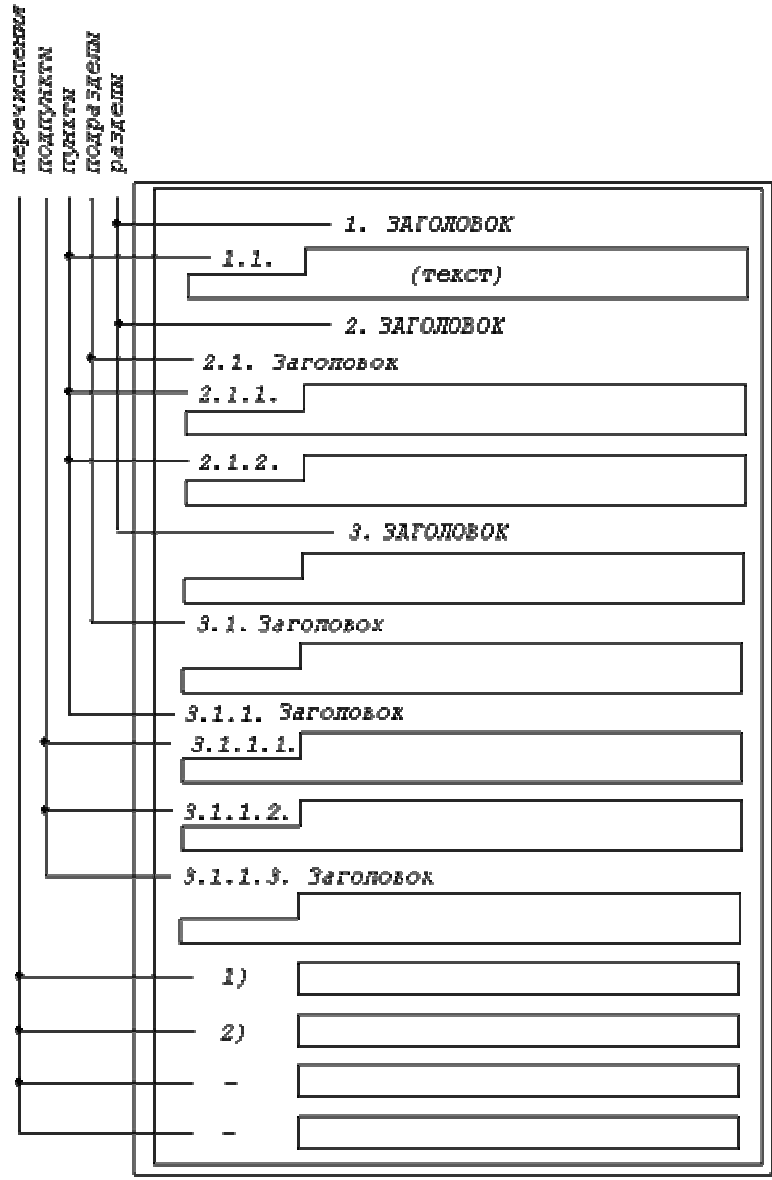 перечисления
подпункты
пункты
подразделы
разделы
1. ЗАГОЛОВОК
1.1.
(текст)
2. ЗАГОЛОВОК
2.1. Заголовок
2.1.1.
2.1.2.
3. ЗАГОЛОВОК
3.1. Заголовок
3.1.1. Заголовок
3.1.1.1.
3.1.1.2.
3.1.1.3. Заголовок
1)
2)
–
–